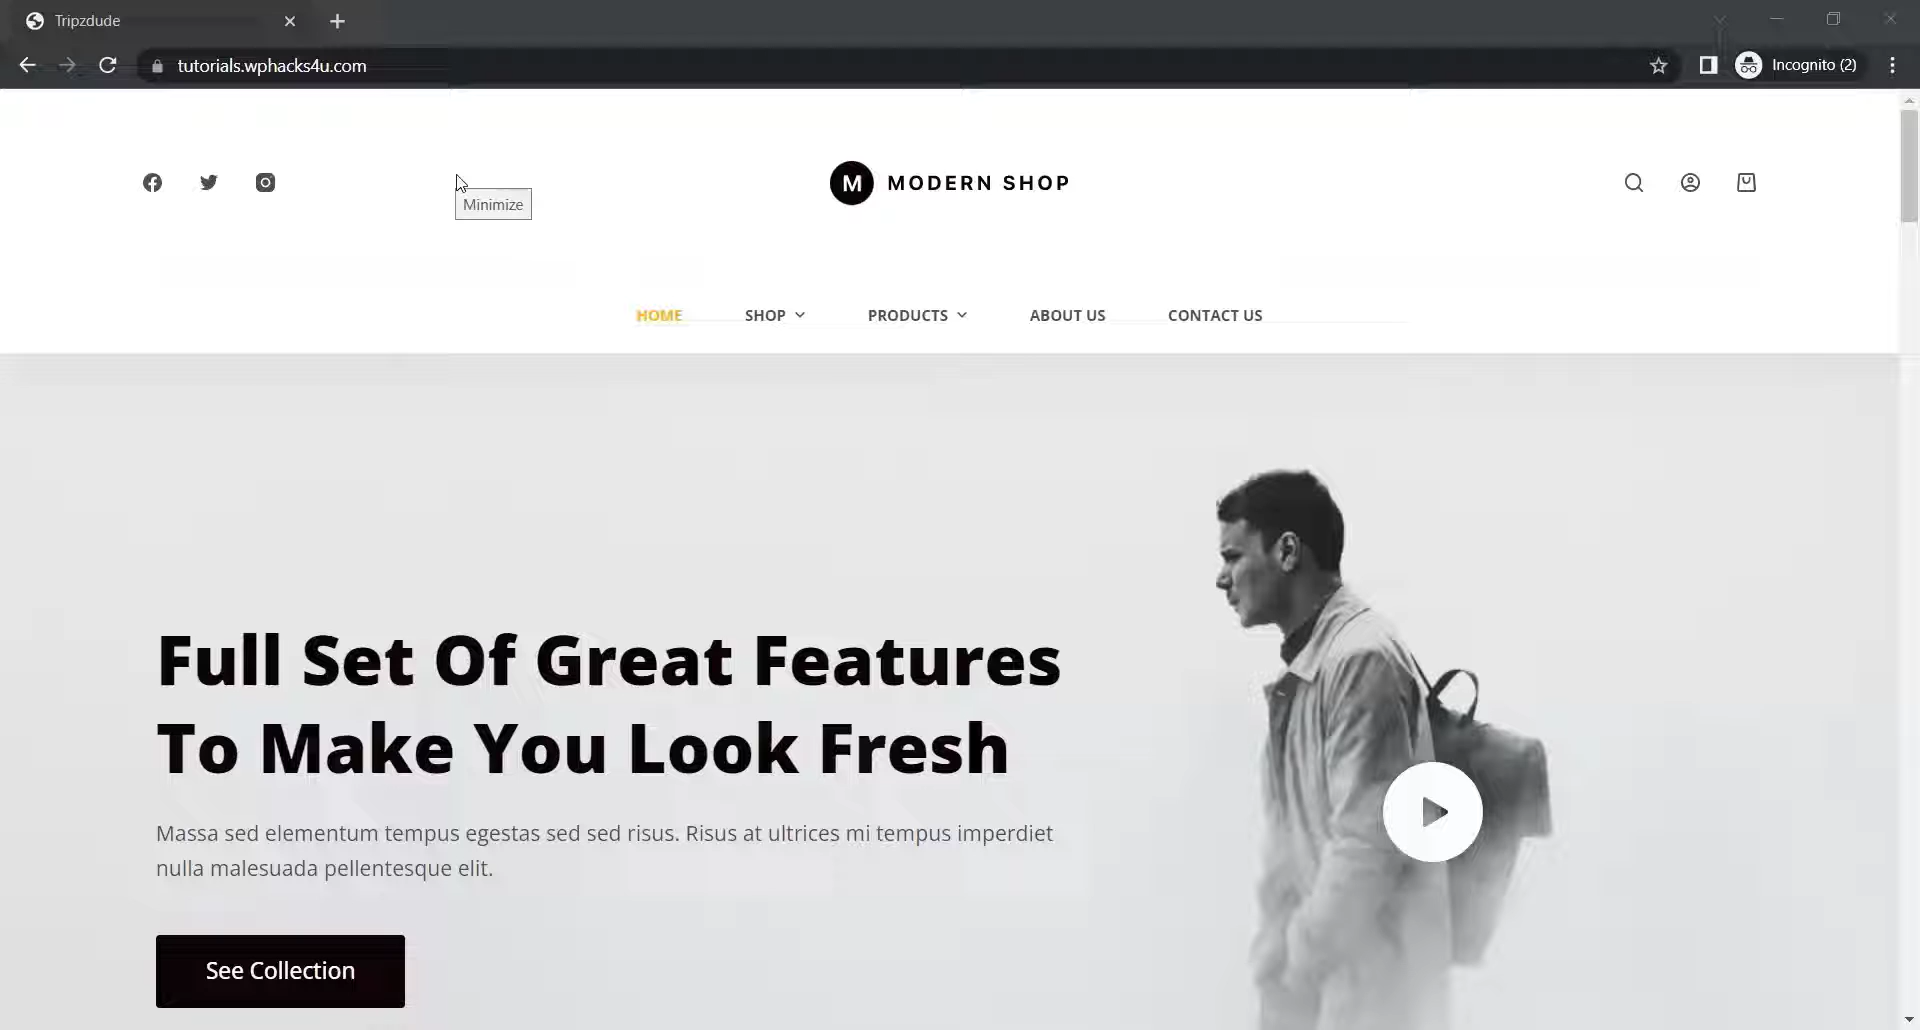 Tripzdude
tutorials.wphacks4u.com
Incognito (2)
Minimize
M MODERN SHOP
HOME SHOP PRODUCTS ABOUT US CONTACT US
Full Set Of Great Features
To Make You Look Fresh
Massa sed elementum tempus egestas sed sed risus. Risus at ultrices mi tempus imperdiet
nulla malesuada pellentesque elit.
See Collection